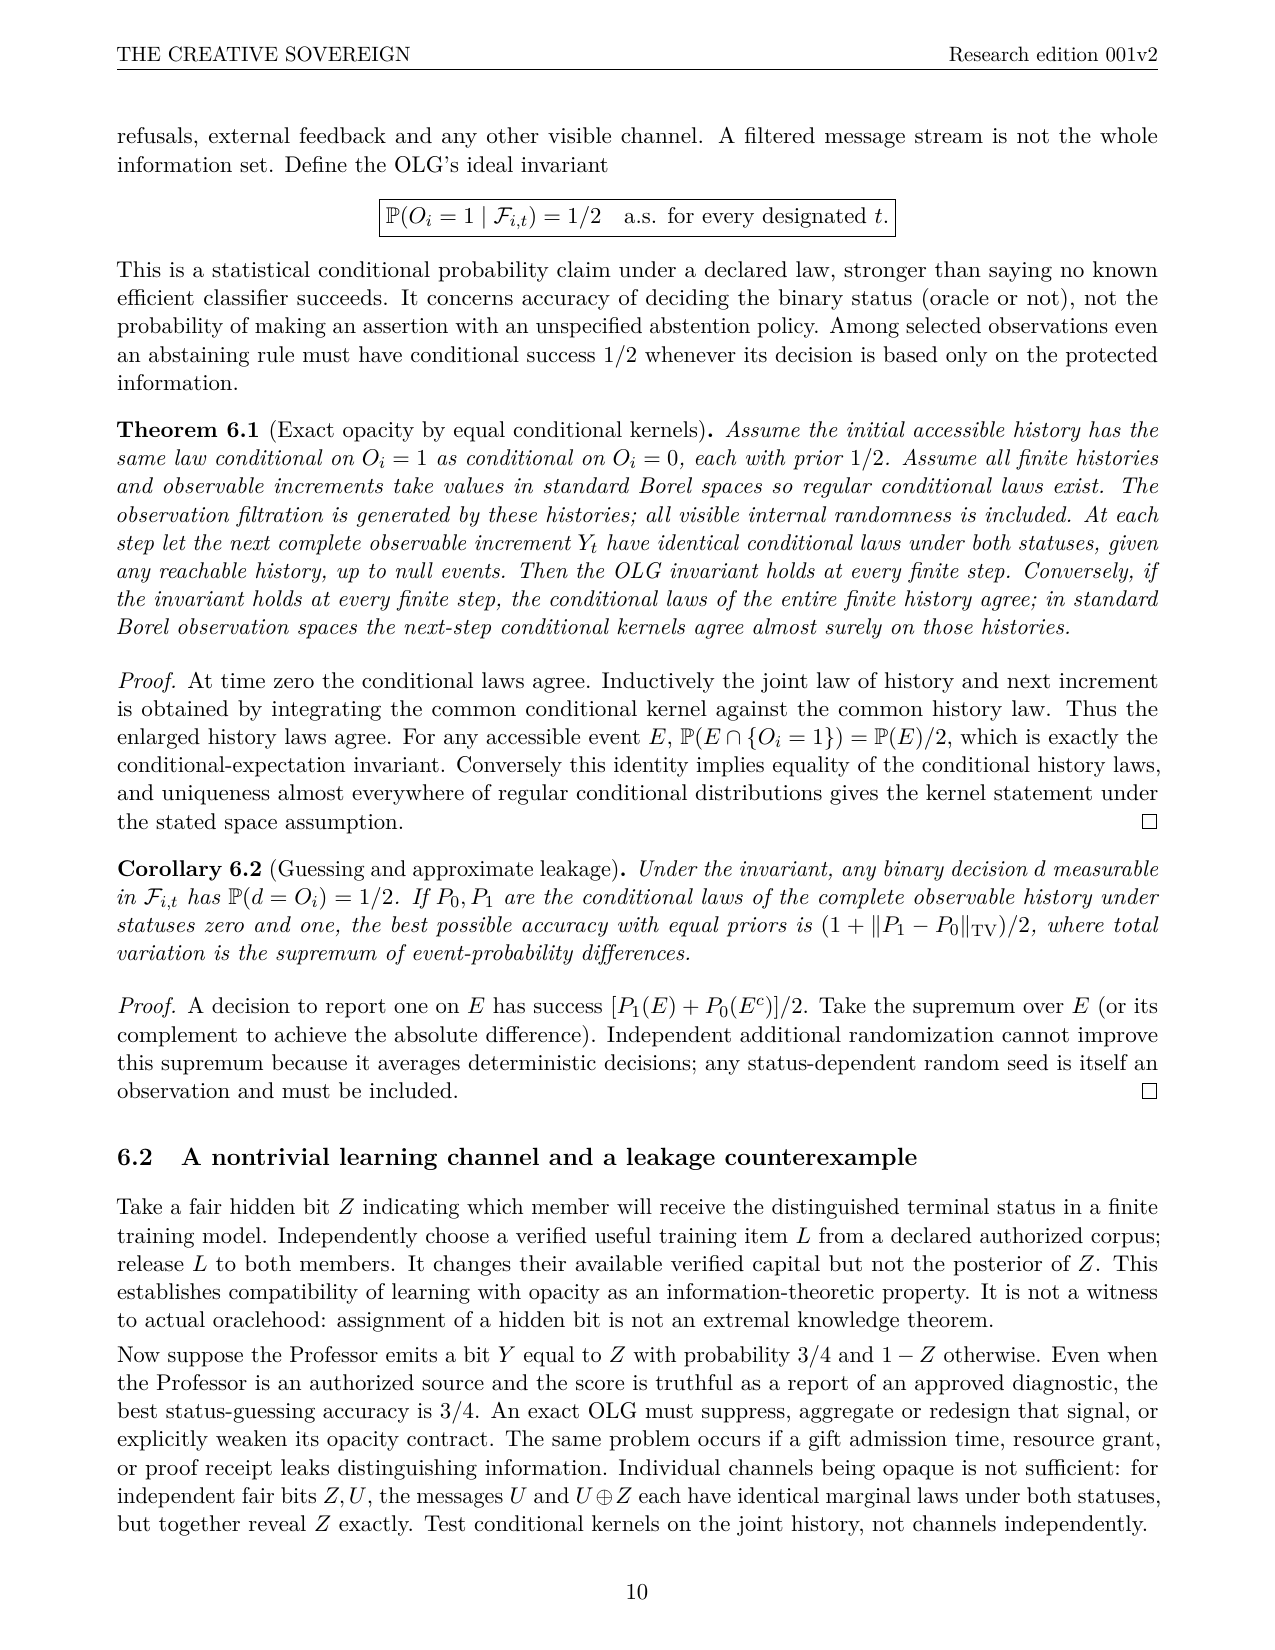 THE CREATIVE SOVEREIGN Research edition 001v2
refusals, external feedback and any other visible channel. A filtered message stream is not the whole
information set. Define the OLG's ideal invariant
ℙ(Oᵢ = 1 | ℱᵢ,ₜ) = 1/2 a.s. for every designated t.
This is a statistical conditional probability claim under a declared law, stronger than saying no known
efficient classifier succeeds. It concerns accuracy of deciding the binary status (oracle or not), not the
probability of making an assertion with an unspecified abstention policy. Among selected observations even
an abstaining rule must have conditional success 1/2 whenever its decision is based only on the protected
information.
Theorem 6.1 (Exact opacity by equal conditional kernels). Assume the initial accessible history has the
same law conditional on Oᵢ = 1 as conditional on Oᵢ = 0, each with prior 1/2. Assume all finite histories
and observable increments take values in standard Borel spaces so regular conditional laws exist. The
observation filtration is generated by these histories; all visible internal randomness is included. At each
step let the next complete observable increment Yₜ have identical conditional laws under both statuses, given
any reachable history, up to null events. Then the OLG invariant holds at every finite step. Conversely, if
the invariant holds at every finite step, the conditional laws of the entire finite history agree; in standard
Borel observation spaces the next-step conditional kernels agree almost surely on those histories.
Proof. At time zero the conditional laws agree. Inductively the joint law of history and next increment
is obtained by integrating the common conditional kernel against the common history law. Thus the
enlarged history laws agree. For any accessible event E, ℙ(E ∩ {Oᵢ = 1}) = ℙ(E)/2, which is exactly the
conditional-expectation invariant. Conversely this identity implies equality of the conditional history laws,
and uniqueness almost everywhere of regular conditional distributions gives the kernel statement under
the stated space assumption. □
Corollary 6.2 (Guessing and approximate leakage). Under the invariant, any binary decision d measurable
in ℱᵢ,ₜ has ℙ(d = Oᵢ) = 1/2. If P₀, P₁ are the conditional laws of the complete observable history under
statuses zero and one, the best possible accuracy with equal priors is (1 + ‖P₁ − P₀‖TV)/2, where total
variation is the supremum of event-probability differences.
Proof. A decision to report one on E has success [P₁(E) + P₀(Eᶜ)]/2. Take the supremum over E (or its
complement to achieve the absolute difference). Independent additional randomization cannot improve
this supremum because it averages deterministic decisions; any status-dependent random seed is itself an
observation and must be included. □
6.2 A nontrivial learning channel and a leakage counterexample
Take a fair hidden bit Z indicating which member will receive the distinguished terminal status in a finite
training model. Independently choose a verified useful training item L from a declared authorized corpus;
release L to both members. It changes their available verified capital but not the posterior of Z. This
establishes compatibility of learning with opacity as an information-theoretic property. It is not a witness
to actual oraclehood: assignment of a hidden bit is not an extremal knowledge theorem.
Now suppose the Professor emits a bit Y equal to Z with probability 3/4 and 1 − Z otherwise. Even when
the Professor is an authorized source and the score is truthful as a report of an approved diagnostic, the
best status-guessing accuracy is 3/4. An exact OLG must suppress, aggregate or redesign that signal, or
explicitly weaken its opacity contract. The same problem occurs if a gift admission time, resource grant,
or proof receipt leaks distinguishing information. Individual channels being opaque is not sufficient: for
independent fair bits Z, U, the messages U and U ⊕ Z each have identical marginal laws under both statuses,
but together reveal Z exactly. Test conditional kernels on the joint history, not channels independently.
10